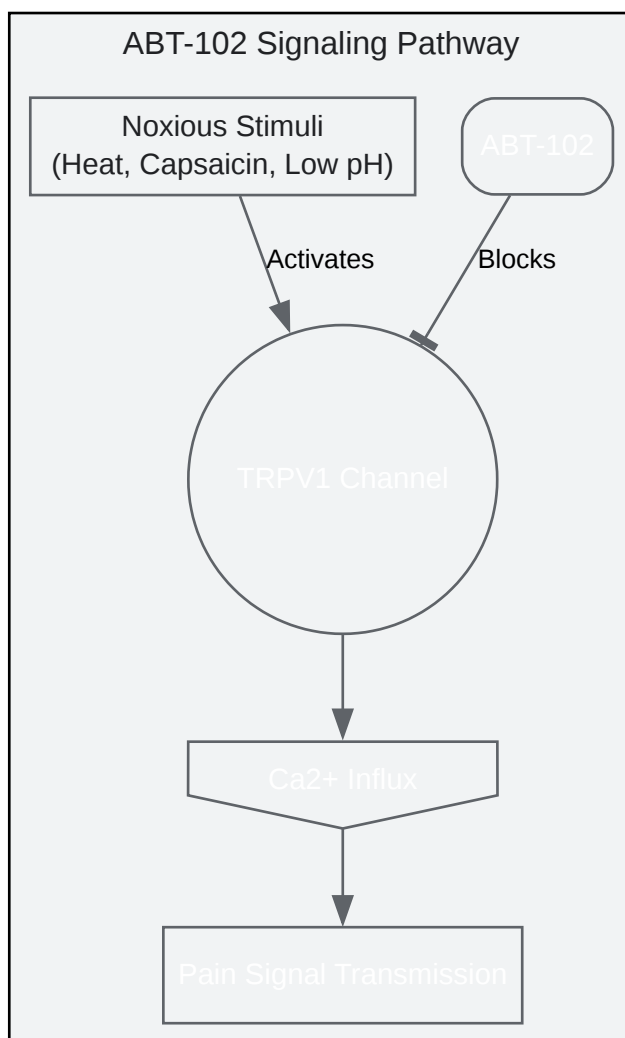 ABT-102 Signaling Pathway
Noxious Stimuli
(Heat, Capsaicin, Low pH)
ABT-102
Activates
Blocks
TRPV1 Channel
Ca2+ Influx
Pain Signal Transmission